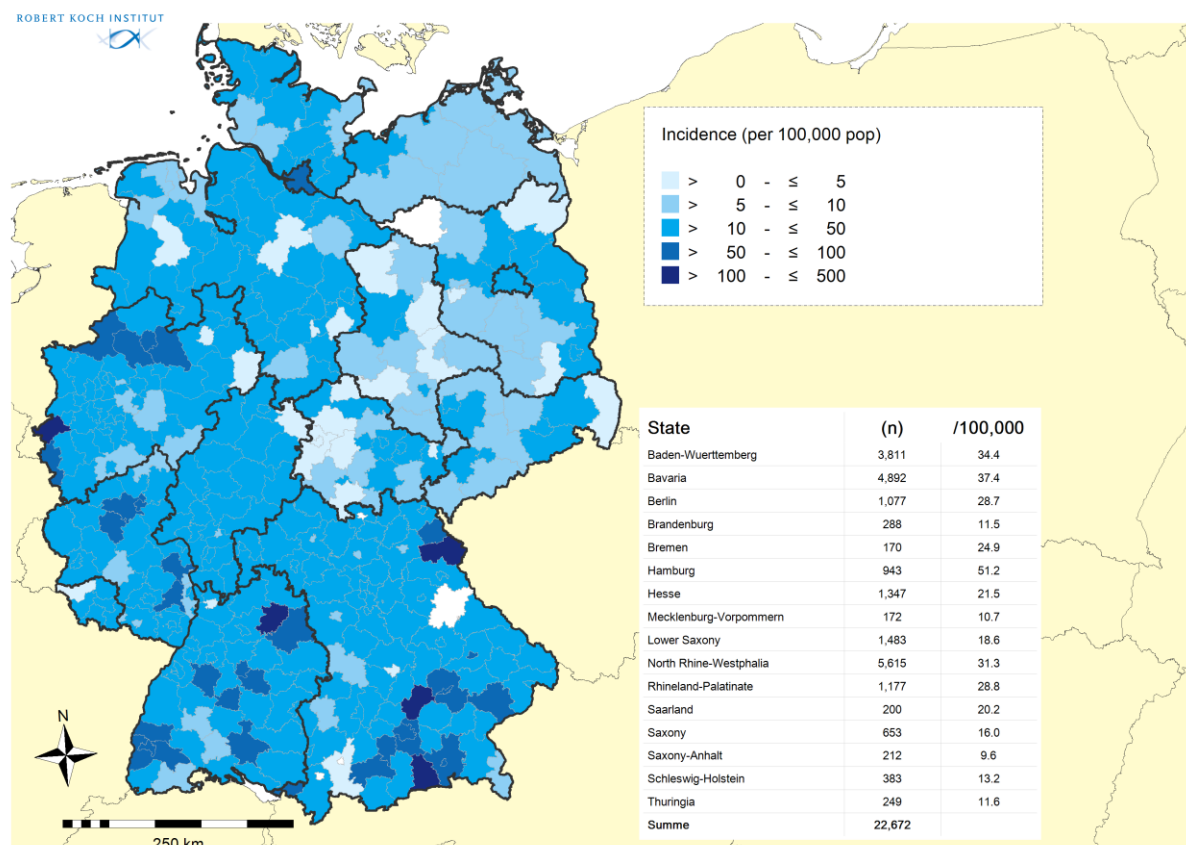 ROBERT KOCH INSTITUT
Incidence (per 100,000 pop)
> 0 - ≤ 5
> 5 - ≤ 10
> 10 - ≤ 50
> 50 - ≤ 100
> 100 - ≤ 500
State (n) /100,000
Baden-Wuerttemberg 3,811 34.4
Bavaria 4,892 37.4
Berlin 1,077 28.7
Brandenburg 288 11.5
Bremen 170 24.9
Hamburg 943 51.2
Hesse 1,347 21.5
Mecklenburg-Vorpommern 172 10.7
Lower Saxony 1,483 18.6
North Rhine-Westphalia 5,615 31.3
Rhineland-Palatinate 1,177 28.8
Saarland 200 20.2
Saxony 653 16.0
Saxony-Anhalt 212 9.6
Schleswig-Holstein 383 13.2
Thuringia 249 11.6
Summe 22,672
N
250 km